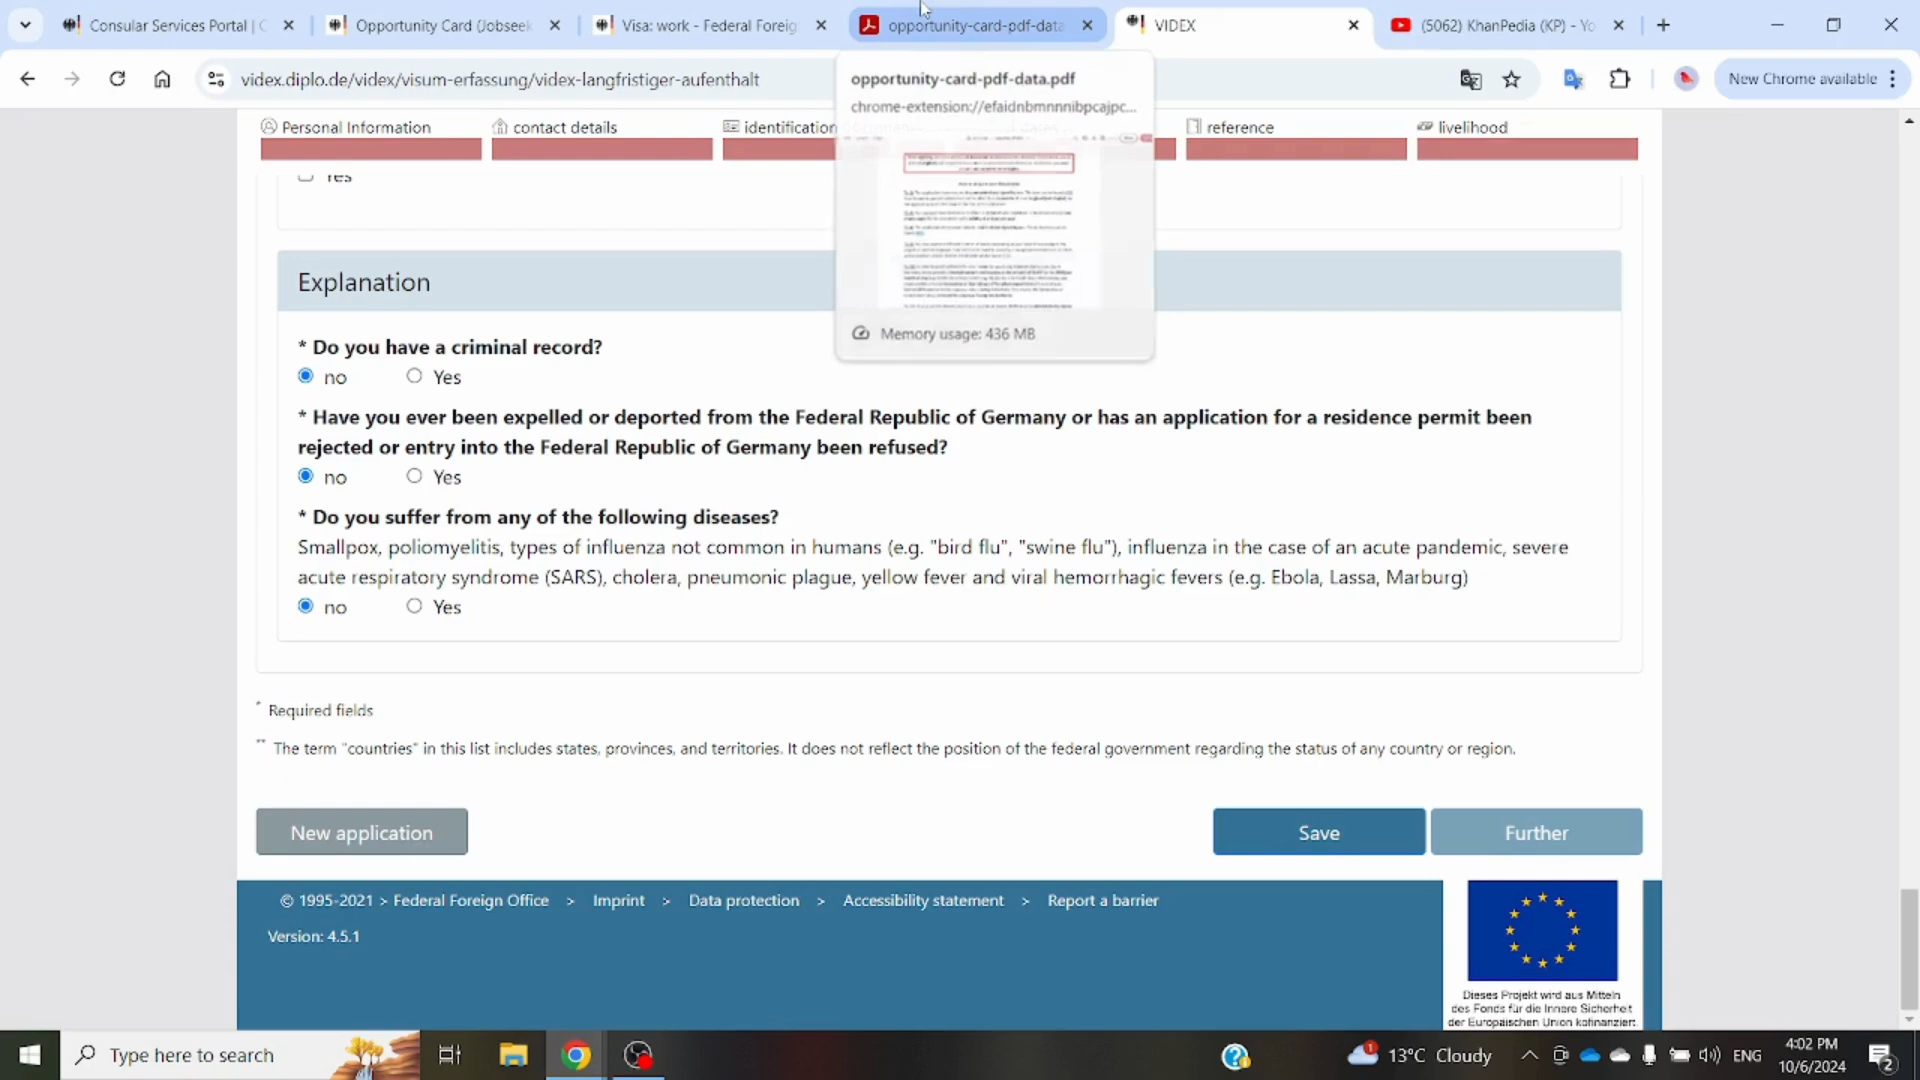 Consular Services Portal | C
Opportunity Card (Jobseek
Visa: work - Federal Foreig
opportunity-card-pdf-data
VIDEX
(5062) KhanPedia (KP) - Yo
videx.diplo.de/videx/visum-erfassung/videx-langfristiger-aufenthalt
New Chrome available
opportunity-card-pdf-data.pdf
chrome-extension://efaidnbmnnnibpcajpc...
Memory usage: 436 MB
Personal Information
contact details
identification
reference
livelihood
Yes
Explanation
* Do you have a criminal record?
no Yes
* Have you ever been expelled or deported from the Federal Republic of Germany or has an application for a residence permit been
rejected or entry into the Federal Republic of Germany been refused?
no Yes
* Do you suffer from any of the following diseases?
Smallpox, poliomyelitis, types of influenza not common in humans (e.g. "bird flu", "swine flu"), influenza in the case of an acute pandemic, severe
acute respiratory syndrome (SARS), cholera, pneumonic plague, yellow fever and viral hemorrhagic fevers (e.g. Ebola, Lassa, Marburg)
no Yes
* Required fields
** The term "countries" in this list includes states, provinces, and territories. It does not reflect the position of the federal government regarding the status of any country or region.
New application
Save
Further
© 1995-2021 > Federal Foreign Office > Imprint > Data protection > Accessibility statement > Report a barrier
Version: 4.5.1
Dieses Projekt wird aus Mitteln
des Fonds für die Innere Sicherheit
der Europäischen Union kofinanziert.
Type here to search
1
13°C Cloudy
ENG
4:02 PM
10/6/2024
2